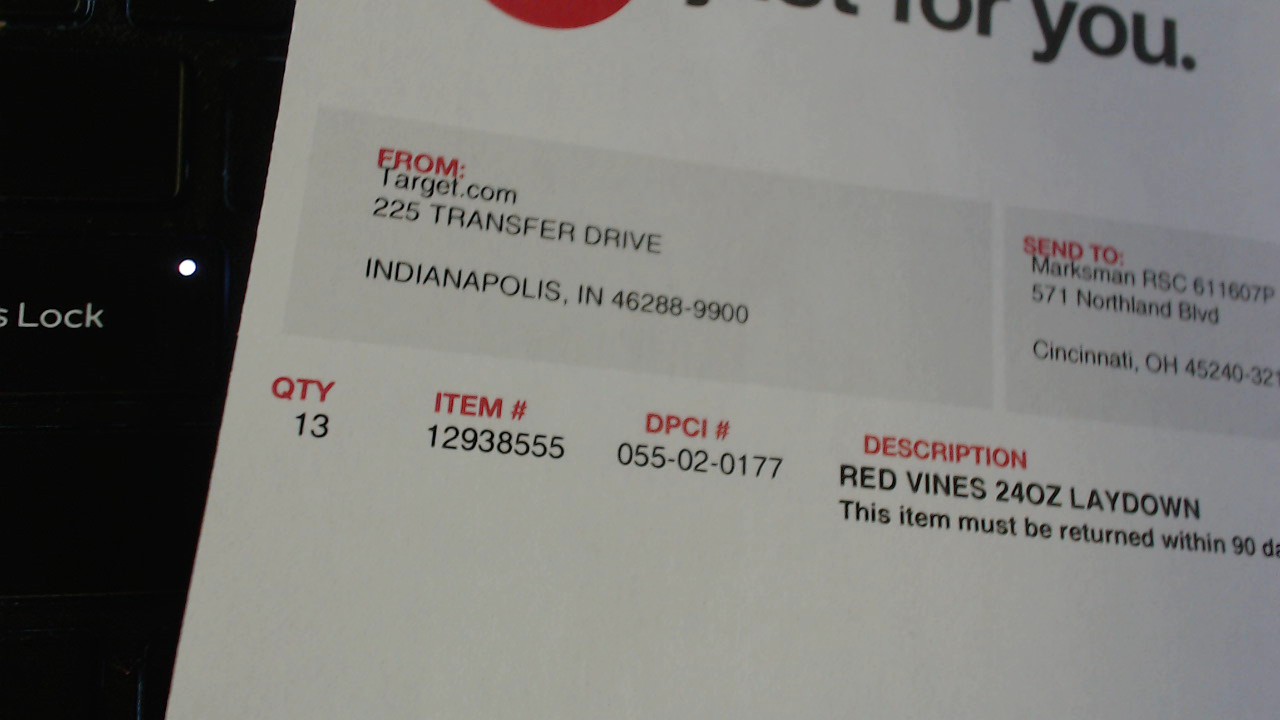 for you.
FROM:
Target.com
225 TRANSFER DRIVE
INDIANAPOLIS, IN 46288-9900
SEND TO:
Marksman RSC 611607P
571 Northland Blvd
Cincinnati, OH 45240-321
QTY
13
ITEM #
12938555
DPCI #
055-02-0177
DESCRIPTION
RED VINES 24OZ LAYDOWN
This item must be returned within 90
Lock